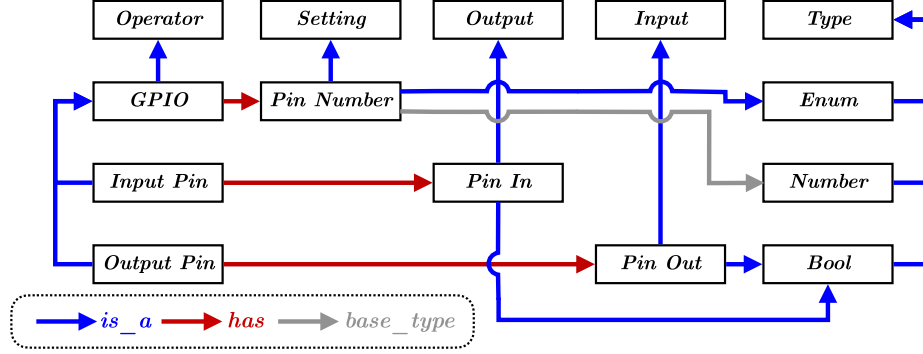 Operator Setting Output Input Type
GPIO Pin Number Enum
Input Pin Pin In Number
Output Pin Pin Out Bool
is_a has base_type